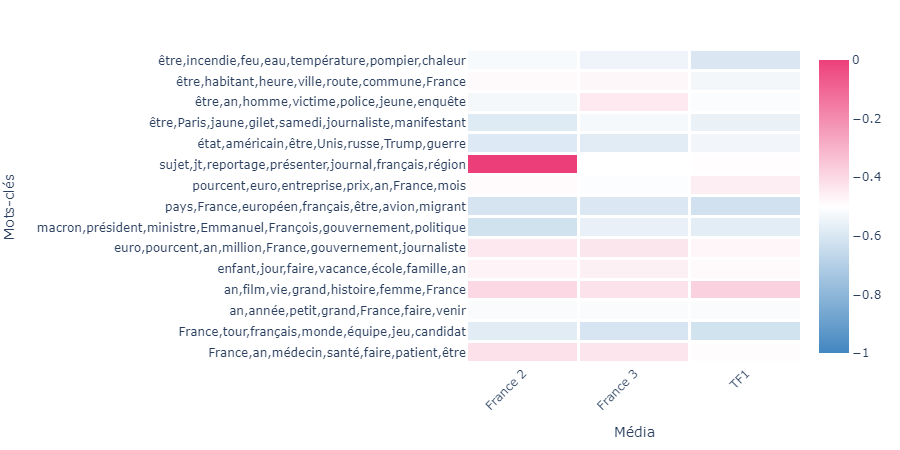 être,incendie,feu,eau,température,pompier,chaleur
être,habitant,heure,ville,route,commune,France
être,an,homme,victime,police,jeune,enquête
être,Paris,jaune,gilet,samedi,journaliste,manifestant
état,américain,être,Unis,russe,Trump,guerre
sujet,jt,reportage,présenter,journal,français,région
pourcent,euro,entreprise,prix,an,France,mois
pays,France,européen,français,être,avion,migrant
macron,président,ministre,Emmanuel,François,gouvernement,politique
euro,pourcent,an,million,France,gouvernement,journaliste
enfant,jour,faire,vacance,école,famille,an
an,film,vie,grand,histoire,femme,France
an,année,petit,grand,France,faire,venir
France,tour,français,monde,équipe,jeu,candidat
France,an,médecin,santé,faire,patient,être
Mots-clés
France 2
France 3
TF1
Média
0
−0.2
−0.4
−0.6
−0.8
−1